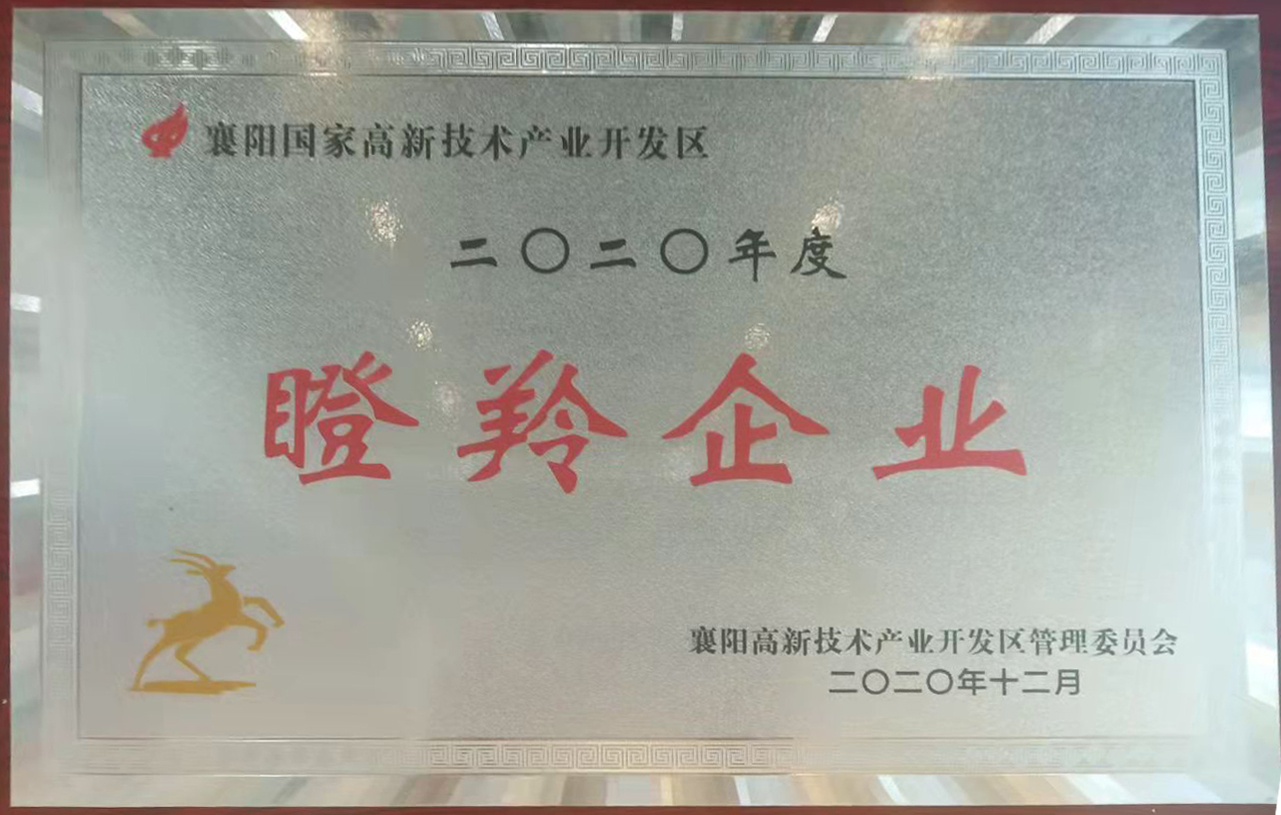 襄阳国家高新技术产业开发区
二〇二〇年度
瞪羚企业
襄阳高新技术产业开发区管理委员会
二〇二〇年十二月